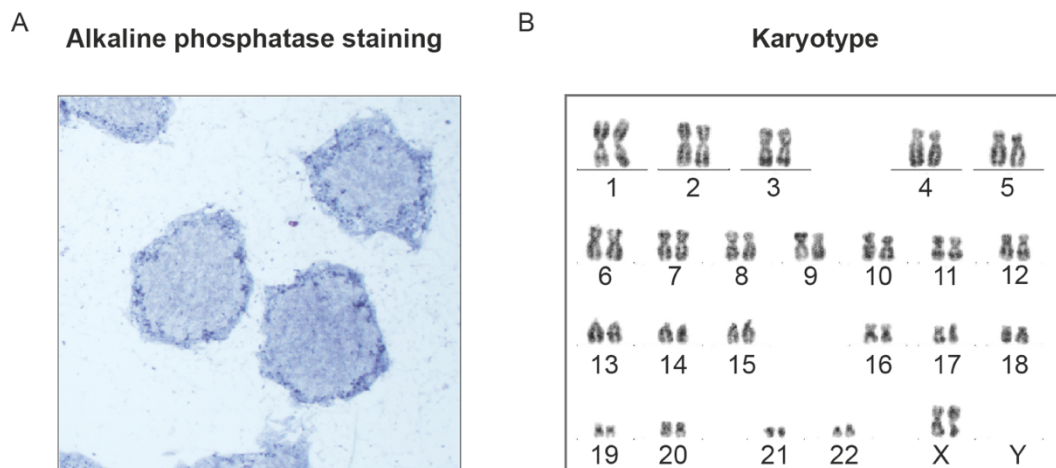 A
Alkaline phosphatase staining
B
Karyotype
1 2 3 4 5
6 7 8 9 10 11 12
13 14 15 16 17 18
19 20 21 22 X Y